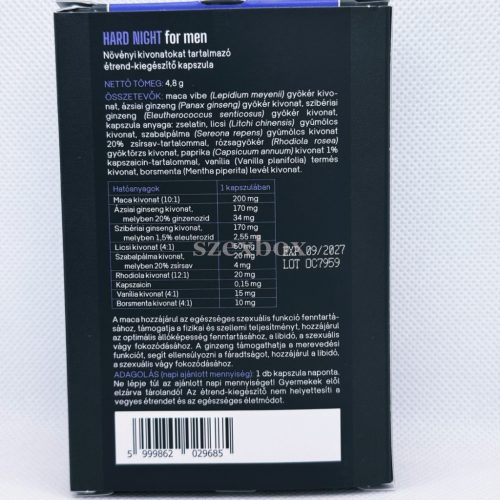 HARD NIGHT for men
Növényi kivonatokat tartalmazó
étrend-kiegészítő kapszula
NETTÓ TÖMEG: 4,8 g
ÖSSZETEVŐK: maca vibe (Lepidium meyenii) gyökér kivo-
nat, ázsiai ginzeng (Panax ginseng) gyökér kivonat, szibériai
ginzeng (Eleutherococcus senticosus) gyökér kivonat,
kapszula anyaga: zselatin, licsi (Litchi chinensis) gyümölcs
kivonat, szabalpálma (Sereona repens) gyümölcs kivonat
20% zsírsav-tartalommal, rózsagyökér (Rhodiola rosea)
gyöktörzs kivonat, paprika (Capsicum annuum) kivonat 1%
kapszaicin-tartalommal, vanília (Vanilla planifolia) termés
kivonat, borsmenta (Mentha piperita) levél kivonat.
Hatóanyagok 1 kapszulában
Maca kivonat (10:1) 200 mg
Ázsiai ginseng kivonat, 170 mg
melyben 20% ginzenozid 34 mg
Szibériai ginseng kivonat, 170 mg
melyben 1,5% eleuterozid 2,55 mg
Licsi kivonat (4:1) 50 mg
Szabalpálma kivonat, 20 mg
melyben 20% zsírsav 4 mg
Rhodiola kivonat (12:1) 20 mg
Kapszaicin 0,15 mg
Vanília kivonat (4:1) 15 mg
Borsmenta kivonat (4:1) 10 mg
szexbox
EXP 09/2027
LOT OC7959
A maca hozzájárul az egészséges szexuális funkció fenntartá-
sához, támogatja a fizikai és szellemi teljesítményt, hozzájárul
az optimális állóképesség fenntartásához, a libidó, a szexuális
vágy fokozódásához. A ginzeng támogathatja a merevedési
funkciót, segít ellensúlyozni a fáradtságot, hozzájárul a libidó,
a szexuális vágy fokozásához.
ADAGOLÁS (napi ajánlott mennyiség): 1 db kapszula naponta.
Ne lépje túl az ajánlott napi mennyiséget! Gyermekek elől
elzárva tárolandó! Az étrend-kiegészítő nem helyettesíti a
vegyes étrendet és az egészséges életmódot.
5 999862 029685